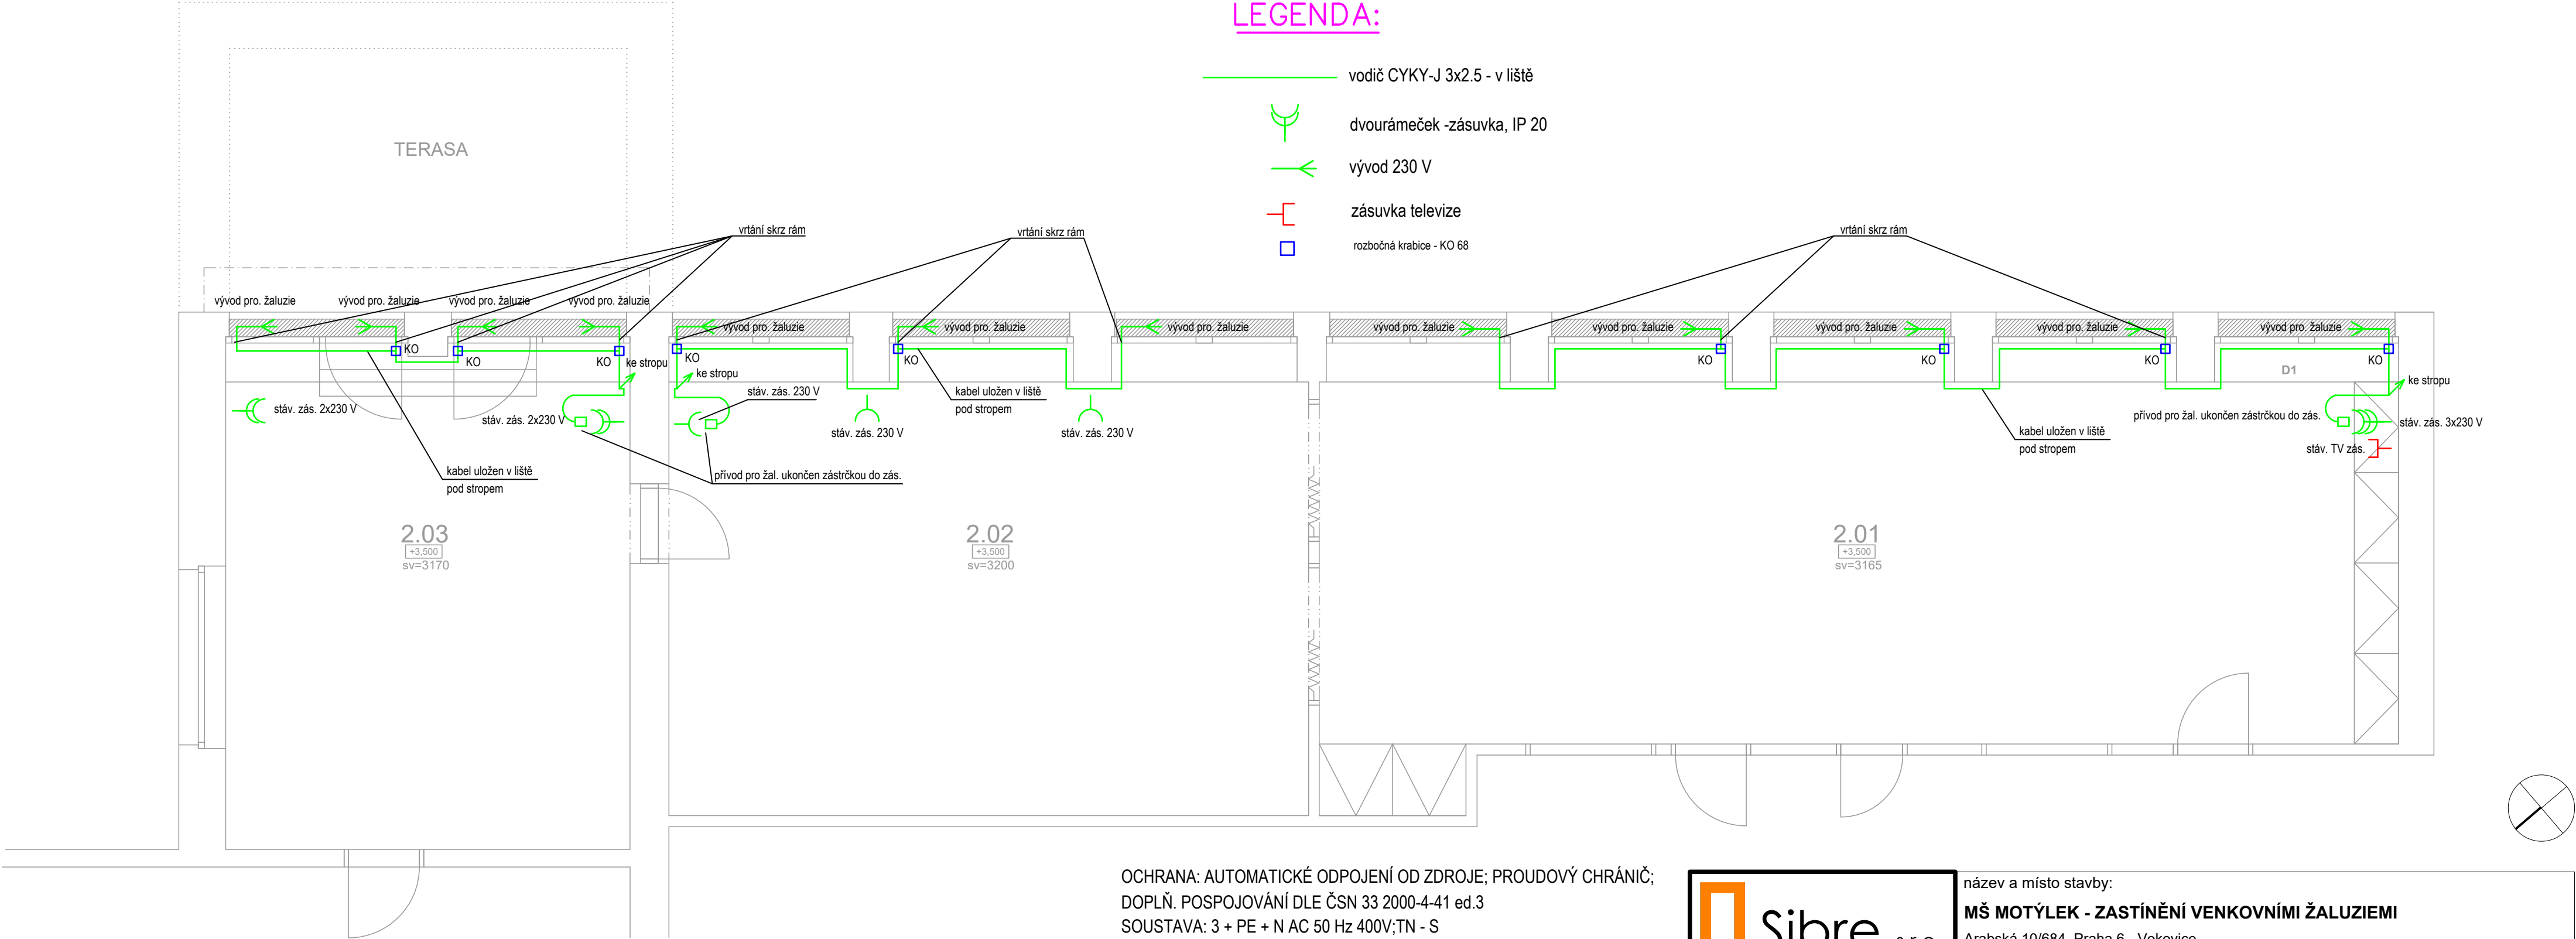 LEGENDA:
vodič CYKY-J 3x2.5 - v liště
dvourámeček -zásuvka, IP 20
vývod 230 V
zásuvka televize
rozbočná krabice - KO 68
TERASA
vrtání skrz rám
vrtání skrz rám
vrtání skrz rám
vývod pro. žaluzie
vývod pro. žaluzie
vývod pro. žaluzie
vývod pro. žaluzie
vývod pro. žaluzie
vývod pro. žaluzie
vývod pro. žaluzie
vývod pro. žaluzie
vývod pro. žaluzie
vývod pro. žaluzie
vývod pro. žaluzie
vývod pro. žaluzie
KO
KO
KO
KO
KO
KO
KO
KO
KO
ke stropu
ke stropu
ke stropu
D1
stáv. zás. 2x230 V
stáv. zás. 2x230 V
stáv. zás. 230 V
stáv. zás. 230 V
stáv. zás. 230 V
kabel uložen v liště
pod stropem
kabel uložen v liště
pod stropem
kabel uložen v liště
pod stropem
přívod pro žal. ukončen zástrčkou do zás.
přívod pro žal. ukončen zástrčkou do zás.
stáv. zás. 3x230 V
stáv. TV zás.
2.03
+3,500
sv=3170
2.02
+3,500
sv=3200
2.01
+3,500
sv=3165
OCHRANA: AUTOMATICKÉ ODPOJENÍ OD ZDROJE; PROUDOVÝ CHRÁNIČ;
DOPLŇ. POSPOJOVÁNÍ DLE ČSN 33 2000-4-41 ed.3
SOUSTAVA: 3 + PE + N AC 50 Hz 400V;TN - S
Sibre s.r.o.
název a místo stavby:
MŠ MOTÝLEK - ZASTÍNĚNÍ VENKOVNÍMI ŽALUZIEMI
Arabská 10/684, Praha 6 - Vokovice